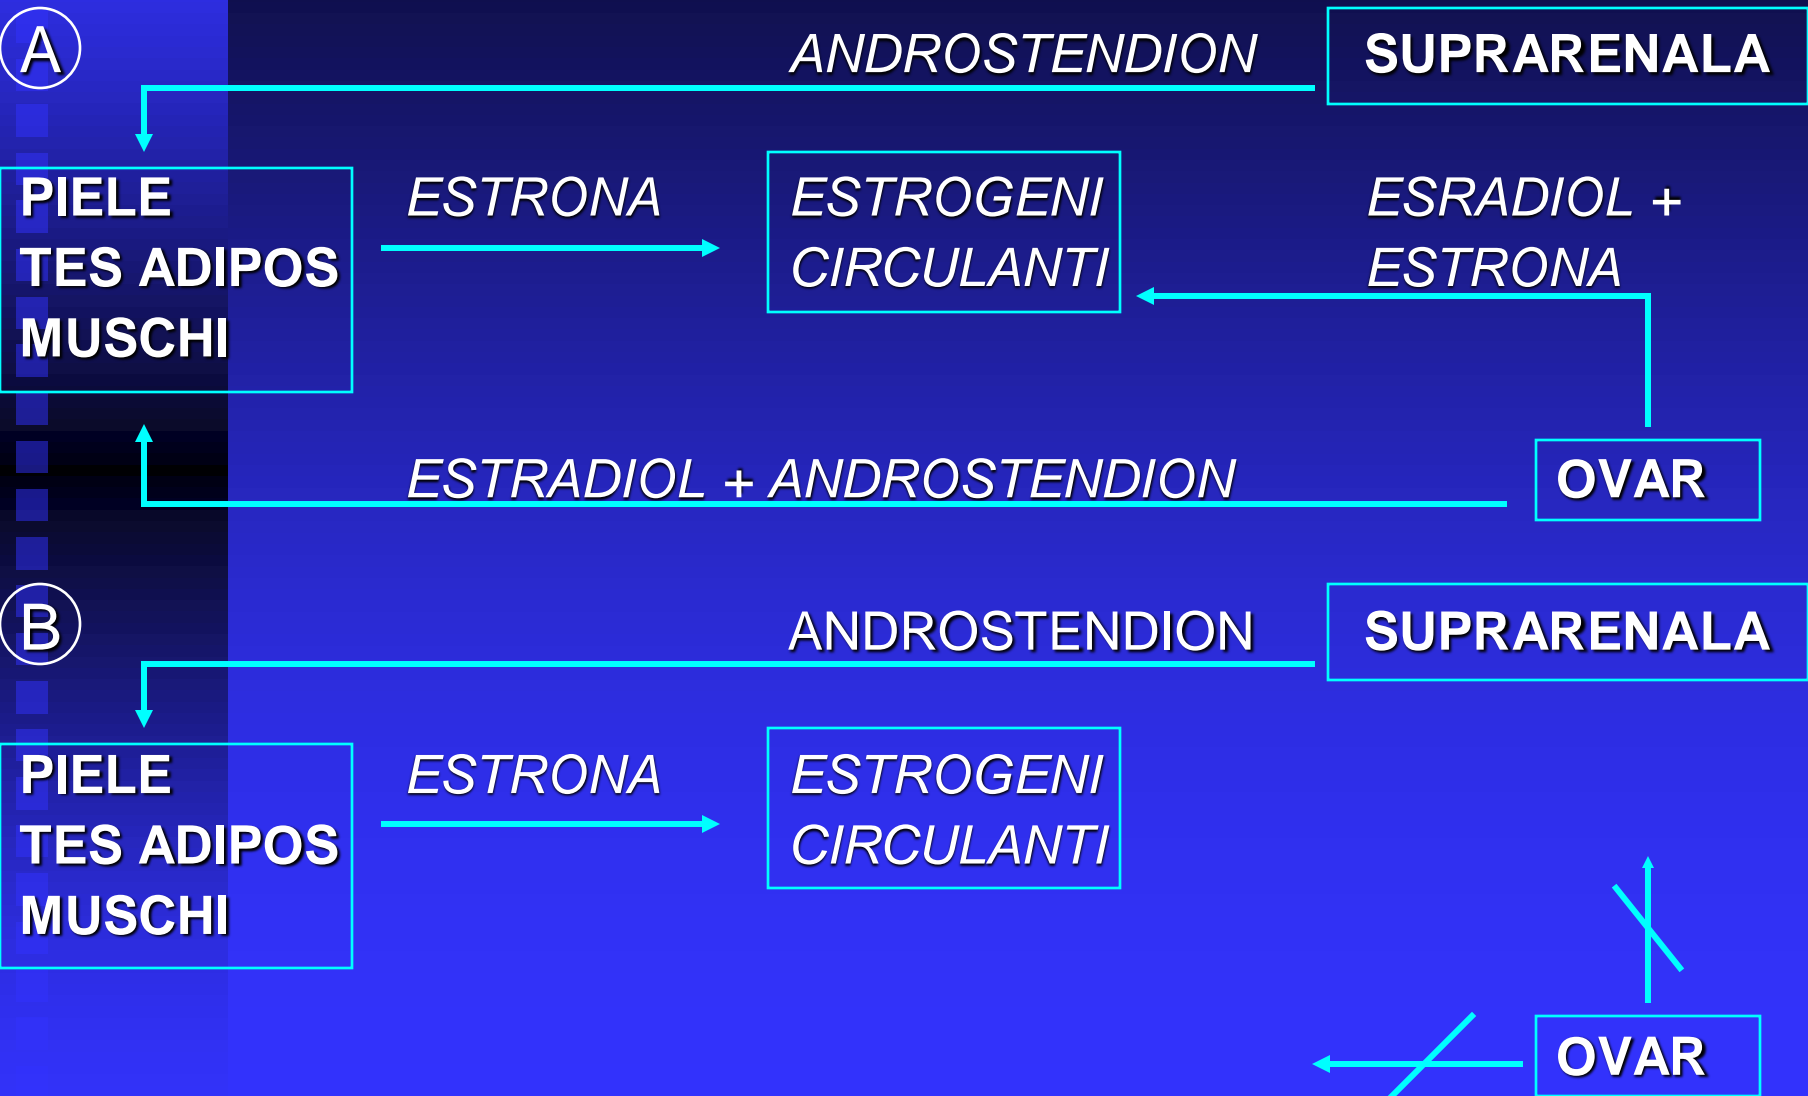 A
ANDROSTENDION
SUPRARENALA
PIELE
TES ADIPOS
MUSCHI
ESTRONA
ESTROGENI
CIRCULANTI
ESRADIOL +
ESTRONA
ESTRADIOL + ANDROSTENDION
OVAR
B
ANDROSTENDION
SUPRARENALA
PIELE
TES ADIPOS
MUSCHI
ESTRONA
ESTROGENI
CIRCULANTI
OVAR